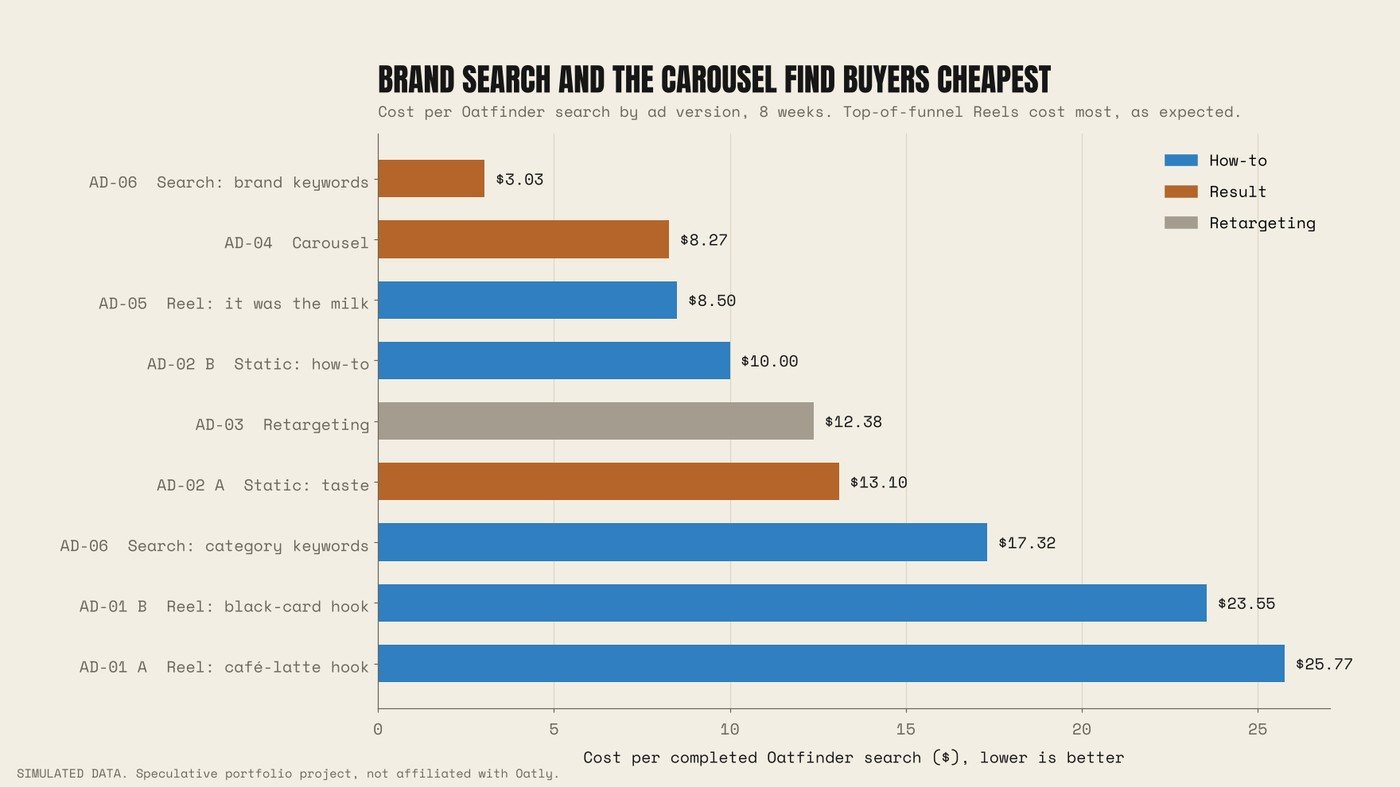 BRAND SEARCH AND THE CAROUSEL FIND BUYERS CHEAPEST
Cost per Oatfinder search by ad version, 8 weeks. Top-of-funnel Reels cost most, as expected.
How-to
Result
Retargeting
AD-06 Search: brand keywords $3.03
AD-04 Carousel $8.27
AD-05 Reel: it was the milk $8.50
AD-02 B Static: how-to $10.00
AD-03 Retargeting $12.38
AD-02 A Static: taste $13.10
AD-06 Search: category keywords $17.32
AD-01 B Reel: black-card hook $23.55
AD-01 A Reel: café-latte hook $25.77
0 5 10 15 20 25
Cost per completed Oatfinder search ($), lower is better
SIMULATED DATA. Speculative portfolio project, not affiliated with Oatly.